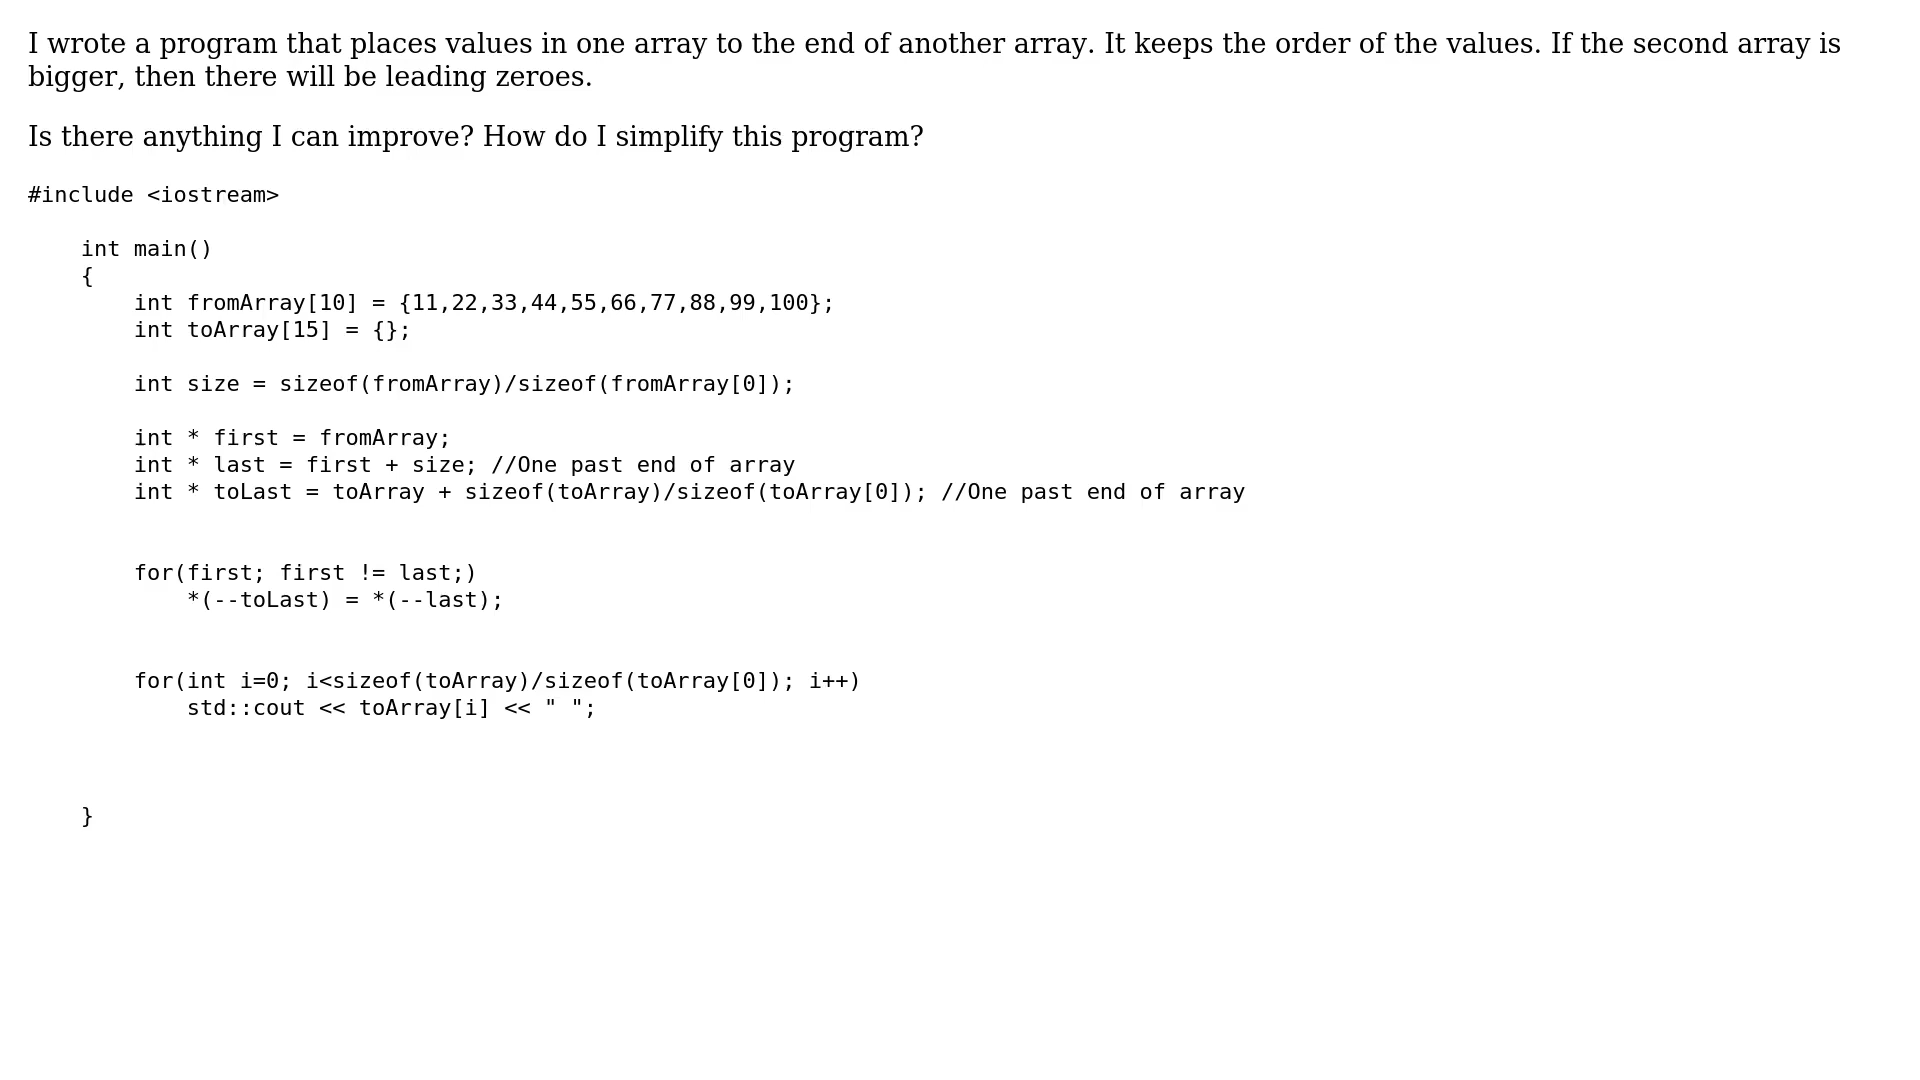 I wrote a program that places values in one array to the end of another array. It keeps the order of the values. If the second array is
bigger, then there will be leading zeroes.
Is there anything I can improve? How do I simplify this program?
#include <iostream>
int main()
{
int fromArray[10] = {11,22,33,44,55,66,77,88,99,100};
int toArray[15] = {};
int size = sizeof(fromArray)/sizeof(fromArray[0]);
int * first = fromArray;
int * last = first + size; //One past end of array
int * toLast = toArray + sizeof(toArray)/sizeof(toArray[0]); //One past end of array
for(first; first != last;)
*(--toLast) = *(--last);
for(int i=0; i<sizeof(toArray)/sizeof(toArray[0]); i++)
std::cout << toArray[i] << " ";
}